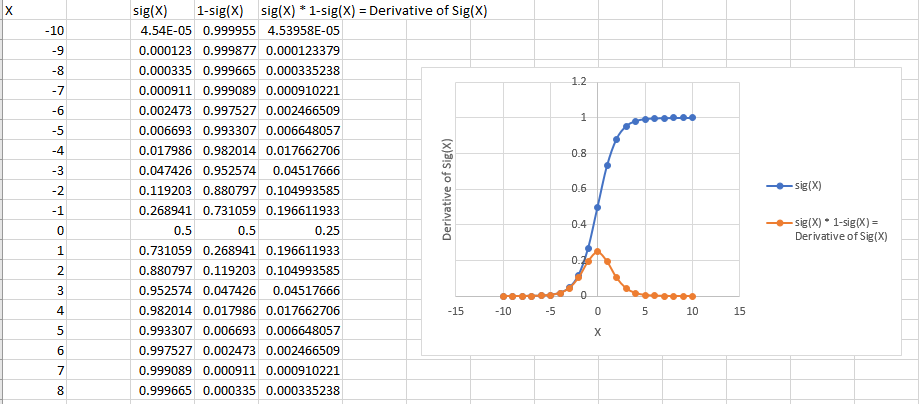 X sig(X) 1-sig(X) sig(X) * 1-sig(X) = Derivative of Sig(X)
-10 4.54E-05 0.999955 4.53958E-05
-9 0.000123 0.999877 0.000123379
-8 0.000335 0.999665 0.000335238
-7 0.000911 0.999089 0.000910221
-6 0.002473 0.997527 0.002466509
-5 0.006693 0.993307 0.006648057
-4 0.017986 0.982014 0.017662706
-3 0.047426 0.952574 0.04517666
-2 0.119203 0.880797 0.104993585
-1 0.268941 0.731059 0.196611933
0 0.5 0.5 0.25
1 0.731059 0.268941 0.196611933
2 0.880797 0.119203 0.104993585
3 0.952574 0.047426 0.04517666
4 0.982014 0.017986 0.017662706
5 0.993307 0.006693 0.006648057
6 0.997527 0.002473 0.002466509
7 0.999089 0.000911 0.000910221
8 0.999665 0.000335 0.000335238
Derivative of Sig(X)
1.2
1
0.8
0.6
0.4
0.2
0
-15 -10 -5 0 5 10 15
X
sig(X)
sig(X) * 1-sig(X) =
Derivative of Sig(X)